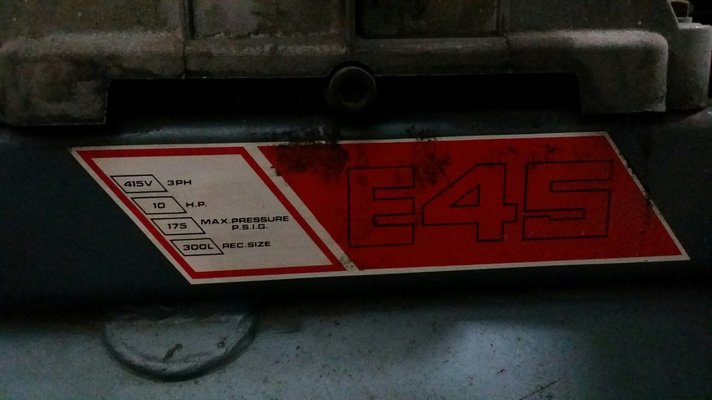 415V 3PH
10 H.P.
175 MAX.PRESSURE
P.S.I.G.
300L REC.SIZE
E45